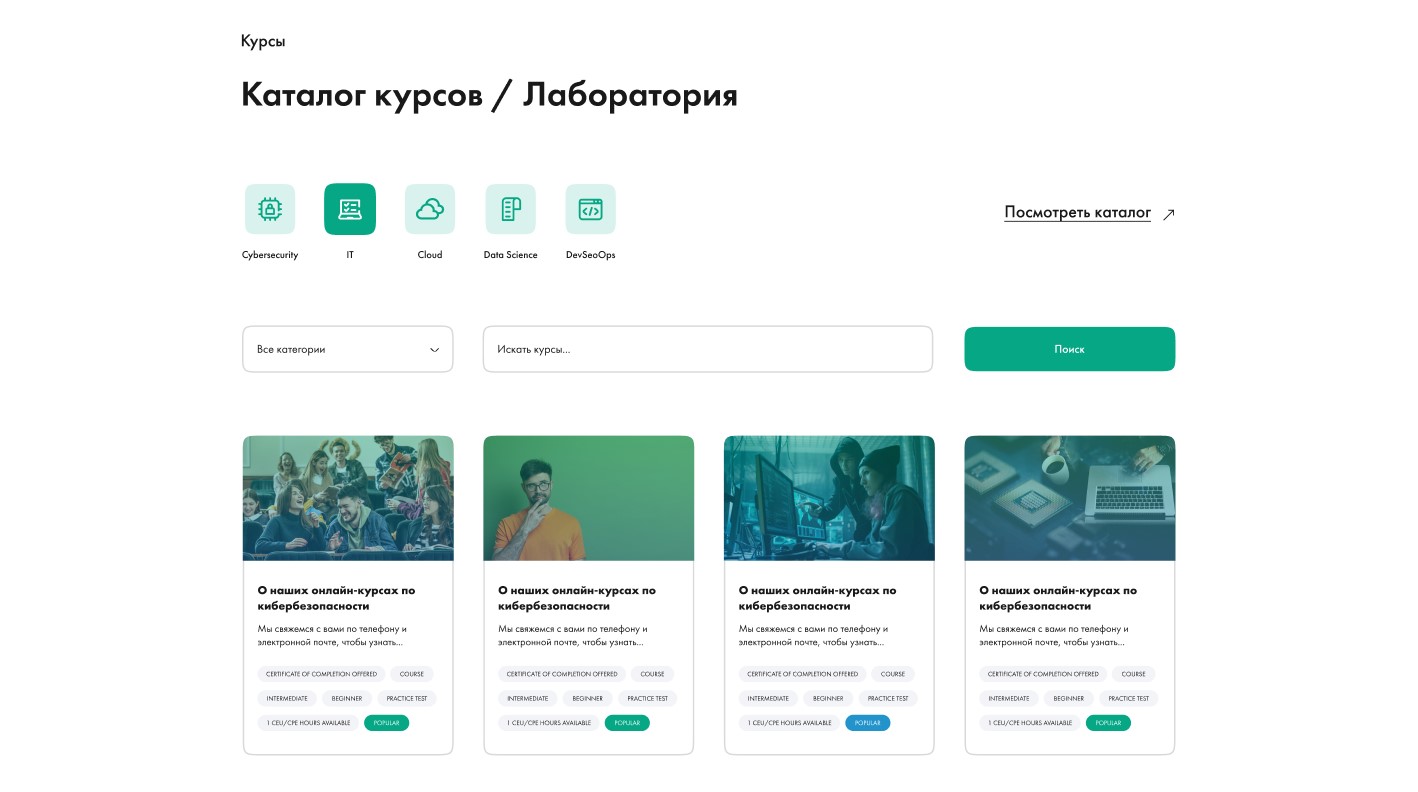 Курсы
Каталог курсов / Лаборатория
Cybersecurity
IT
Cloud
Data Science
DevSeoOps
Посмотреть каталог
Все категории
Искать курсы...
Поиск
О наших онлайн-курсах по
кибербезопасности
Мы свяжемся с вами по телефону и
электронной почте, чтобы узнать...
CERTIFICATE OF COMPLETION OFFERED
COURSE
INTERMEDIATE
BEGINNER
PRACTICE TEST
1 CEU/CPE HOURS AVAILABLE
POPULAR
О наших онлайн-курсах по
кибербезопасности
Мы свяжемся с вами по телефону и
электронной почте, чтобы узнать...
CERTIFICATE OF COMPLETION OFFERED
COURSE
INTERMEDIATE
BEGINNER
PRACTICE TEST
1 CEU/CPE HOURS AVAILABLE
POPULAR
О наших онлайн-курсах по
кибербезопасности
Мы свяжемся с вами по телефону и
электронной почте, чтобы узнать...
CERTIFICATE OF COMPLETION OFFERED
COURSE
INTERMEDIATE
BEGINNER
PRACTICE TEST
1 CEU/CPE HOURS AVAILABLE
POPULAR
О наших онлайн-курсах по
кибербезопасности
Мы свяжемся с вами по телефону и
электронной почте, чтобы узнать...
CERTIFICATE OF COMPLETION OFFERED
COURSE
INTERMEDIATE
BEGINNER
PRACTICE TEST
1 CEU/CPE HOURS AVAILABLE
POPULAR